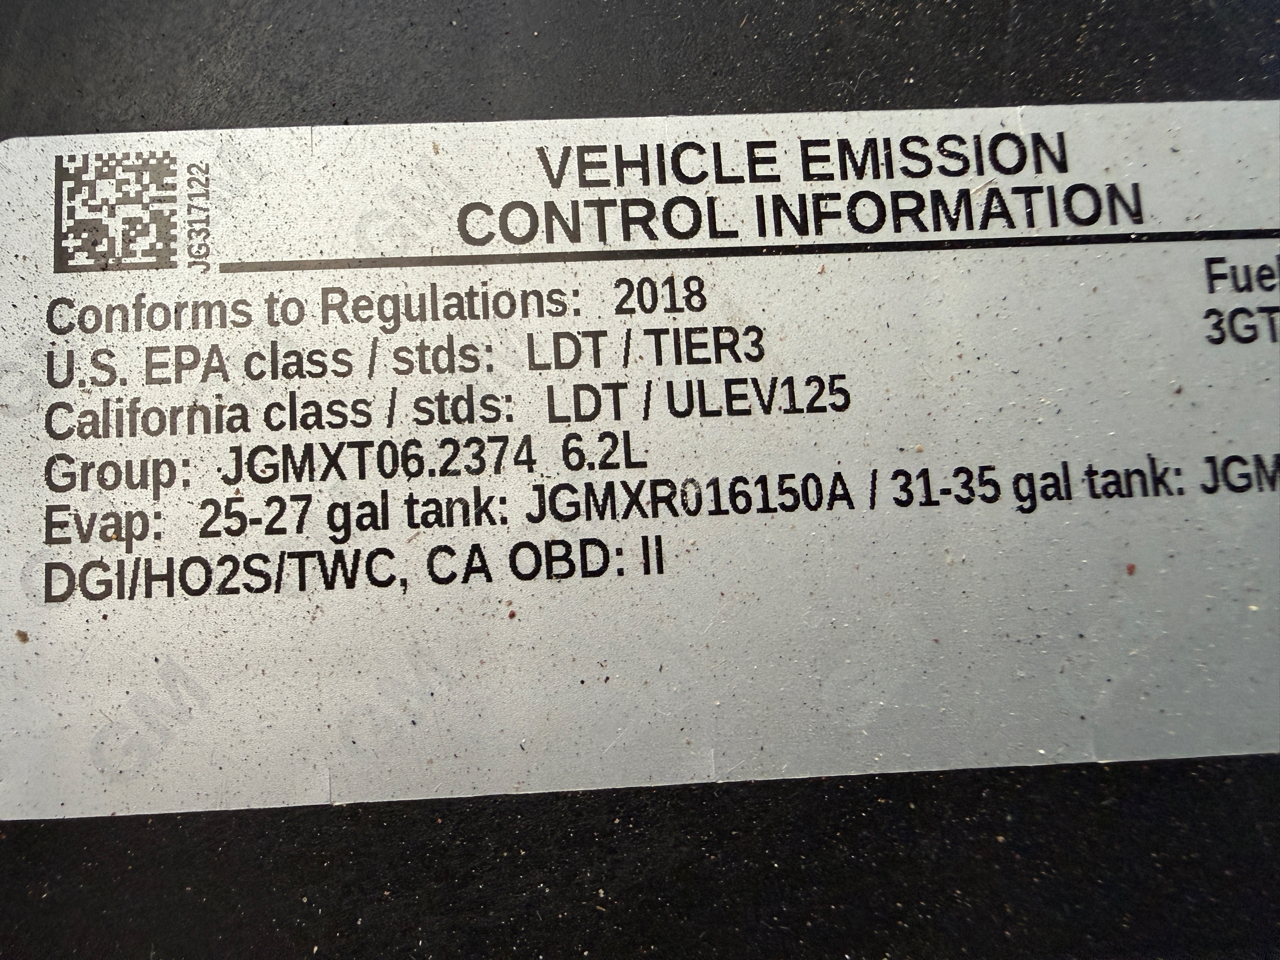 JG317122
VEHICLE EMISSION
CONTROL INFORMATION
Conforms to Regulations: 2018
U.S. EPA class / stds: LDT / TIER3
California class / stds: LDT / ULEV125
Group: JGMXT06.2374 6.2L
Evap: 25-27 gal tank: JGMXR016150A / 31-35 gal tank: JGM
DGI/HO2S/TWC, CA OBD: II
Fuel
3GT
GM
GM